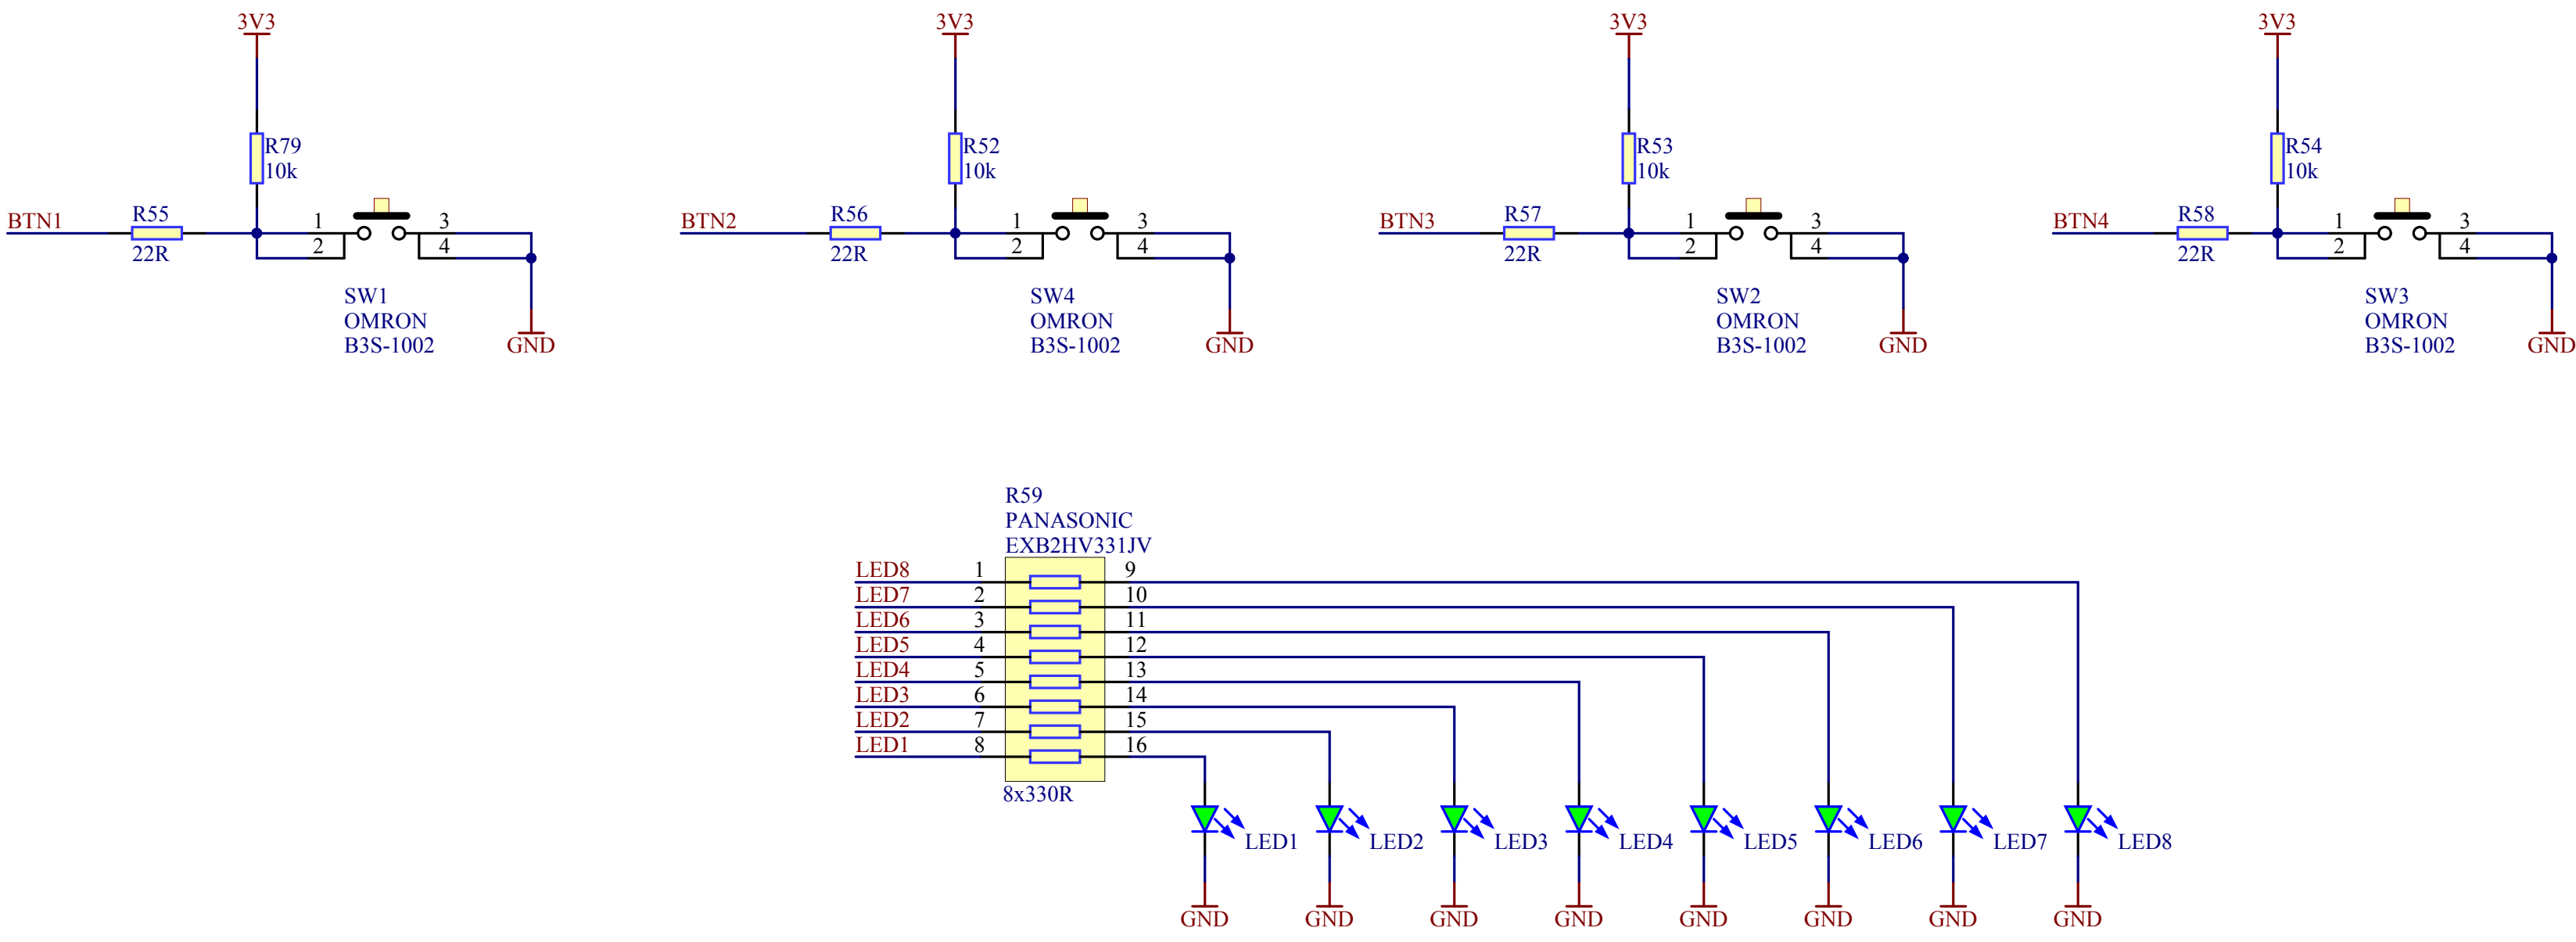 3V3
3V3
3V3
3V3
R79
10k
R52
10k
R53
10k
R54
10k
BTN1
R55
22R
1
2
3
4
BTN2
R56
22R
1
2
3
4
BTN3
R57
22R
1
2
3
4
BTN4
R58
22R
1
2
3
4
SW1
OMRON
B3S-1002
GND
SW4
OMRON
B3S-1002
GND
SW2
OMRON
B3S-1002
GND
SW3
OMRON
B3S-1002
GND
R59
PANASONIC
EXB2HV331JV
LED8 1 9
LED7 2 10
LED6 3 11
LED5 4 12
LED4 5 13
LED3 6 14
LED2 7 15
LED1 8 16
8x330R
LED1
LED2
LED3
LED4
LED5
LED6
LED7
LED8
GND
GND
GND
GND
GND
GND
GND
GND